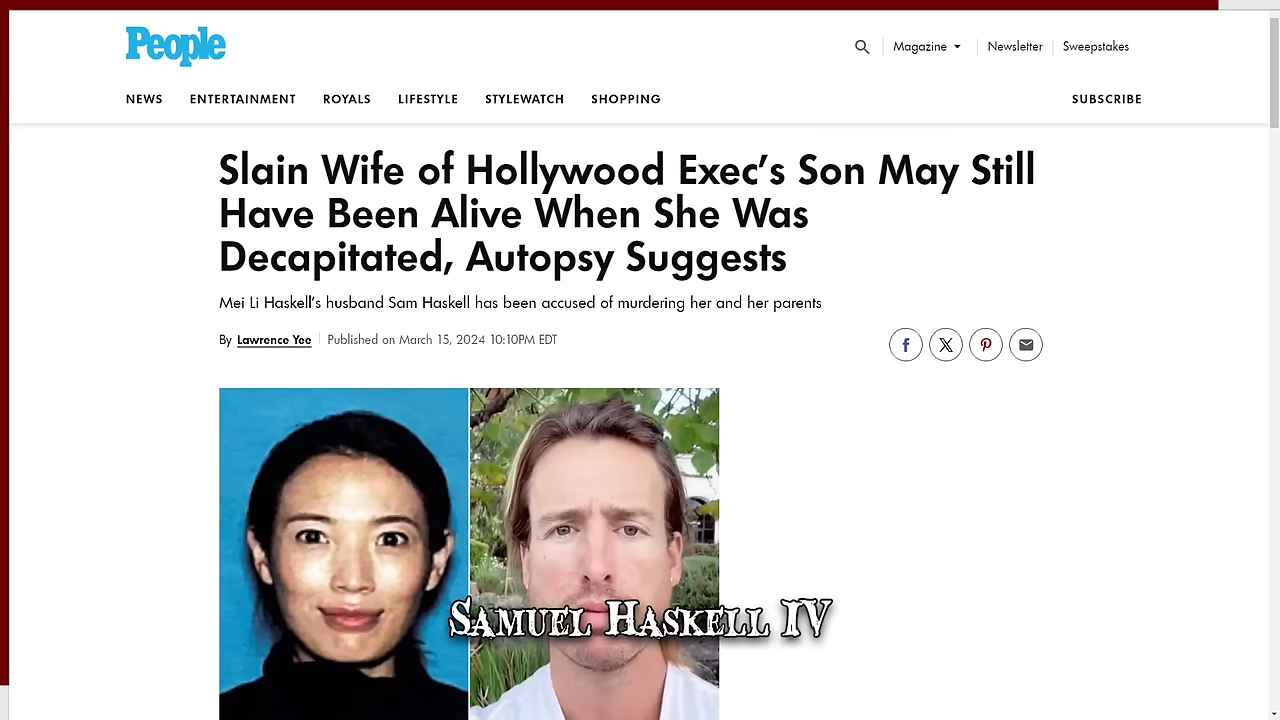 People
Magazine
Newsletter
Sweepstakes
NEWS
ENTERTAINMENT
ROYALS
LIFESTYLE
STYLEWATCH
SHOPPING
SUBSCRIBE
Slain Wife of Hollywood Exec's Son May Still
Have Been Alive When She Was
Decapitated, Autopsy Suggests
Mei Li Haskell's husband Sam Haskell has been accused of murdering her and her parents
By Lawrence Yee
Published on March 15, 2024 10:10PM EDT
Samuel Haskell IV